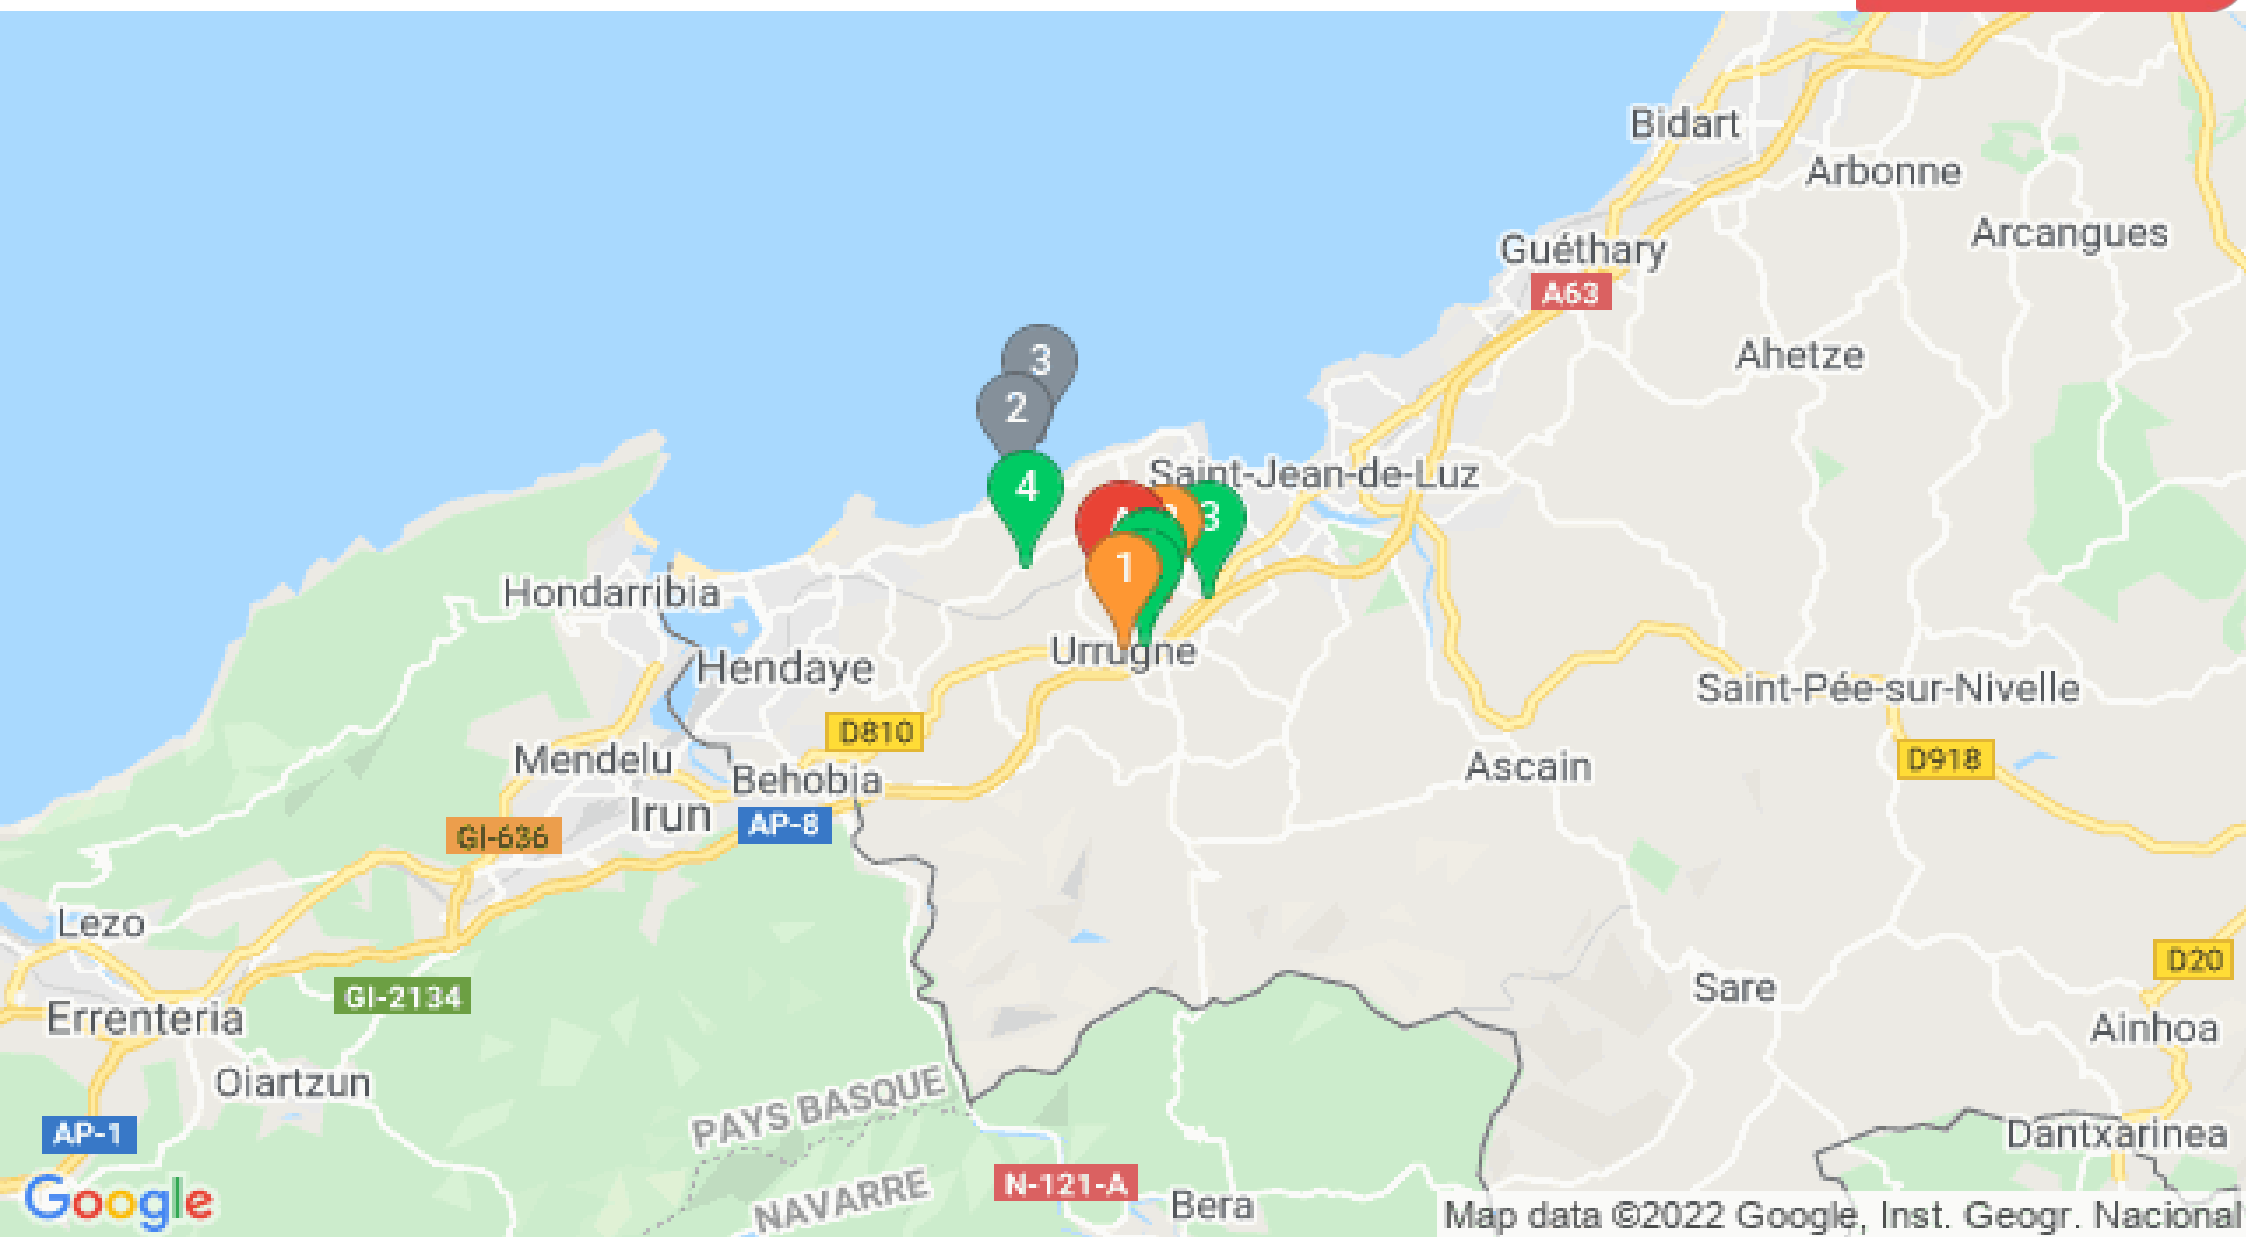 Bidart
Arbonne
Arcangues
Guéthary
A63
Ahetze
3
2
4
Saint-Jean-de-Luz
3
1
Hondarribia
Urrugne
Hendaye
Saint-Pée-sur-Nivelle
D810
Mendelu
Behobia
Ascain
D918
Irun
AP-8
GI-636
Lezo
D20
GI-2134
Sare
Errenteria
Ainhoa
Oiartzun
PAYS BASQUE
AP-1
Dantxarinea
N-121-A
NAVARRE
Bera
Google
Map data ©2022 Google, Inst. Geogr. Nacional